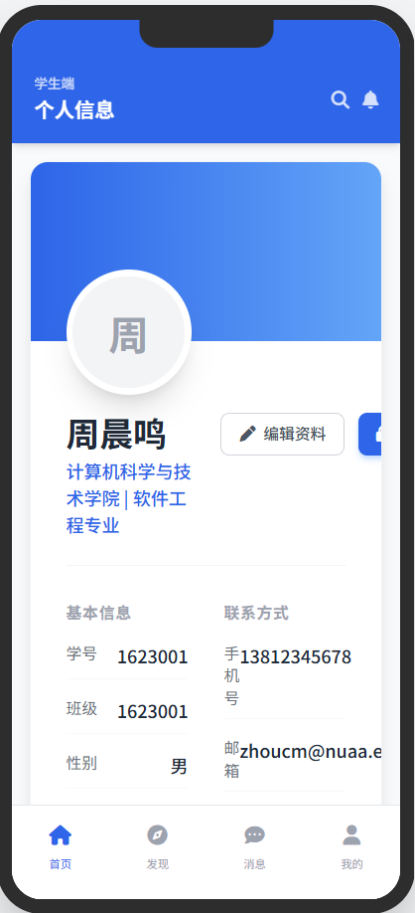 学生端
个人信息
周
周晨鸣
编辑资料
计算机科学与技
术学院 | 软件工
程专业
基本信息
学号 1623001
班级 1623001
性别 男
联系方式
手机号 13812345678
邮箱 zhoucm@nuaa.e
首页
发现
消息
我的